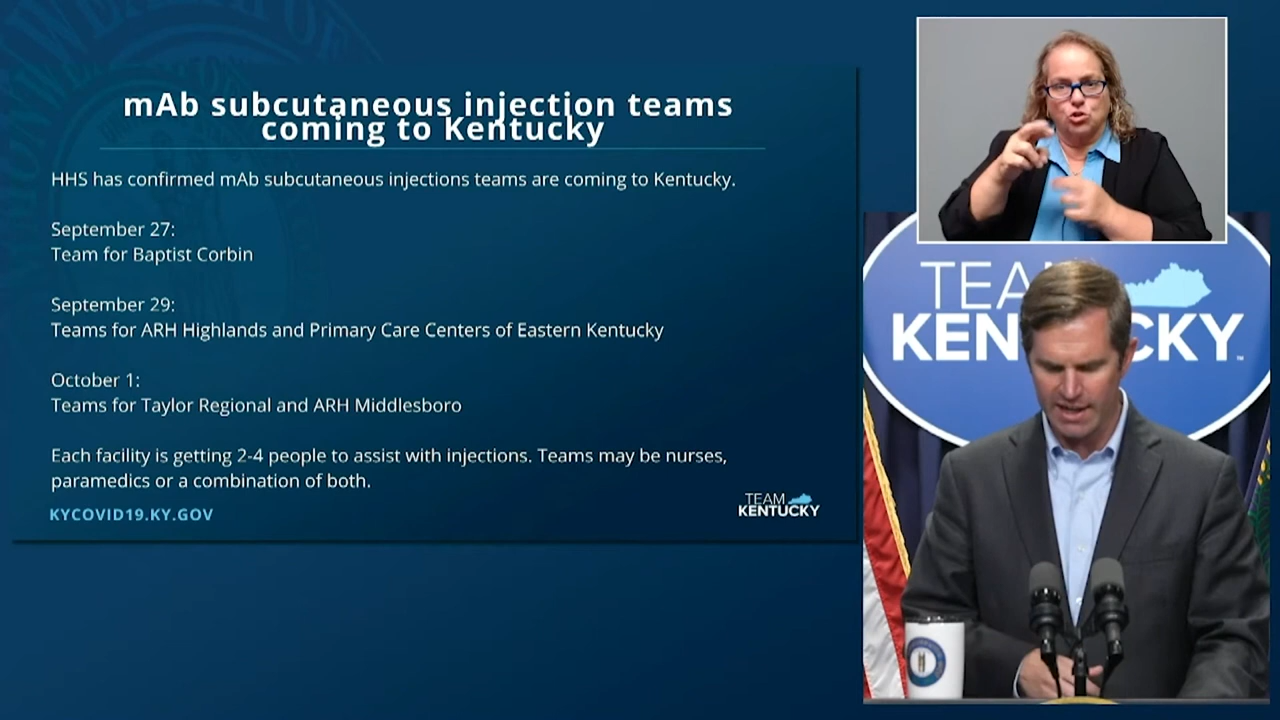 mAb subcutaneous injection teams
coming to Kentucky
HHS has confirmed mAb subcutaneous injections teams are coming to Kentucky.
September 27:
Team for Baptist Corbin
September 29:
Teams for ARH Highlands and Primary Care Centers of Eastern Kentucky
October 1:
Teams for Taylor Regional and ARH Middlesboro
Each facility is getting 2-4 people to assist with injections. Teams may be nurses,
paramedics or a combination of both.
KYCOVID19.KY.GOV
TEAM
KENTUCKY
TEA
KEN CKY™